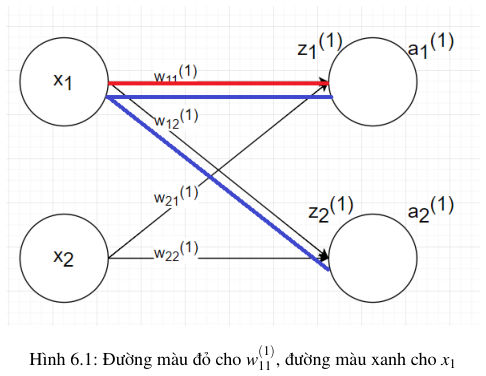 z₁⁽¹⁾ a₁⁽¹⁾
w₁₁⁽¹⁾
x₁
w₁₂⁽¹⁾
w₂₁⁽¹⁾
z₂⁽¹⁾ a₂⁽¹⁾
x₂
w₂₂⁽¹⁾
Hình 6.1: Đường màu đỏ cho w₁₁⁽¹⁾, đường màu xanh cho x₁